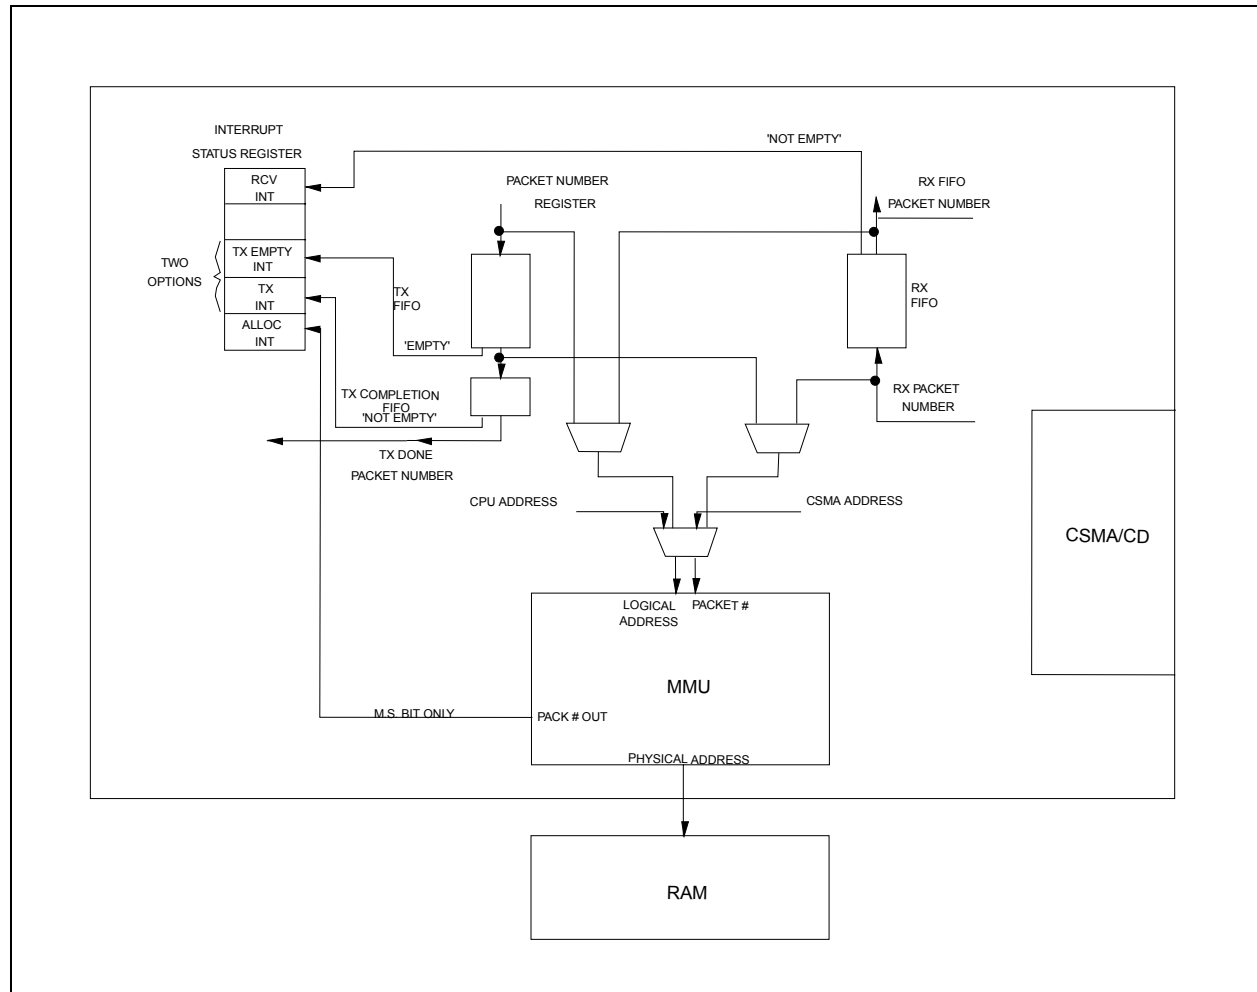 INTERRUPT
STATUS REGISTER
RCV
INT
TX EMPTY
INT
TX
INT
ALLOC
INT
TWO
OPTIONS
'NOT EMPTY'
PACKET NUMBER
REGISTER
RX FIFO
PACKET NUMBER
TX
FIFO
RX
FIFO
'EMPTY'
TX COMPLETION
FIFO
'NOT EMPTY'
TX DONE
PACKET NUMBER
RX PACKET
NUMBER
CPU ADDRESS
CSMA ADDRESS
CSMA/CD
LOGICAL
ADDRESS
PACKET #
MMU
M.S. BIT ONLY
PACK # OUT
PHYSICAL ADDRESS
RAM